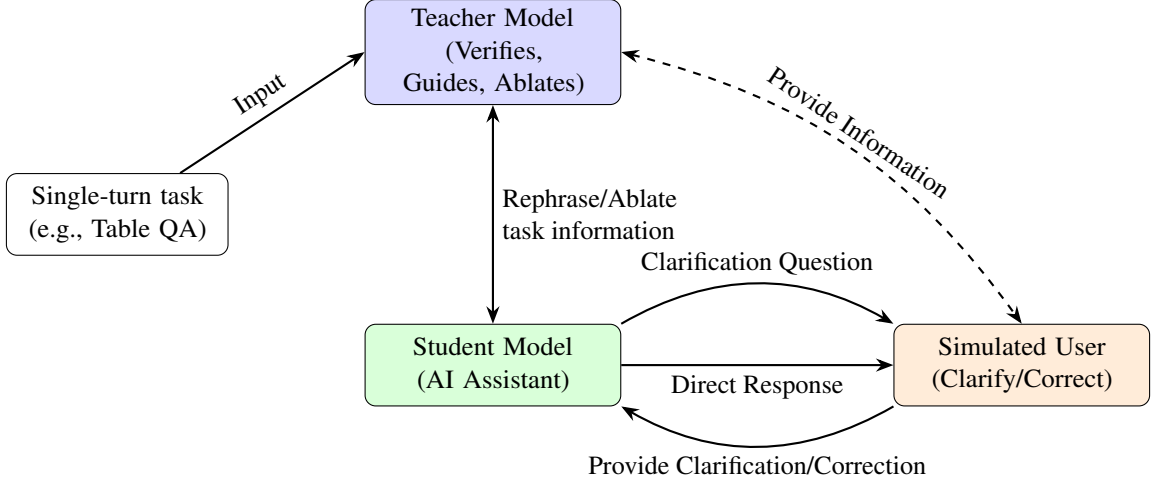 Teacher Model
(Verifies,
Guides, Ablates)
Input
Provide Information
Single-turn task
(e.g., Table QA)
Rephrase/Ablate
task information
Clarification Question
Student Model
(AI Assistant)
Direct Response
Simulated User
(Clarify/Correct)
Provide Clarification/Correction